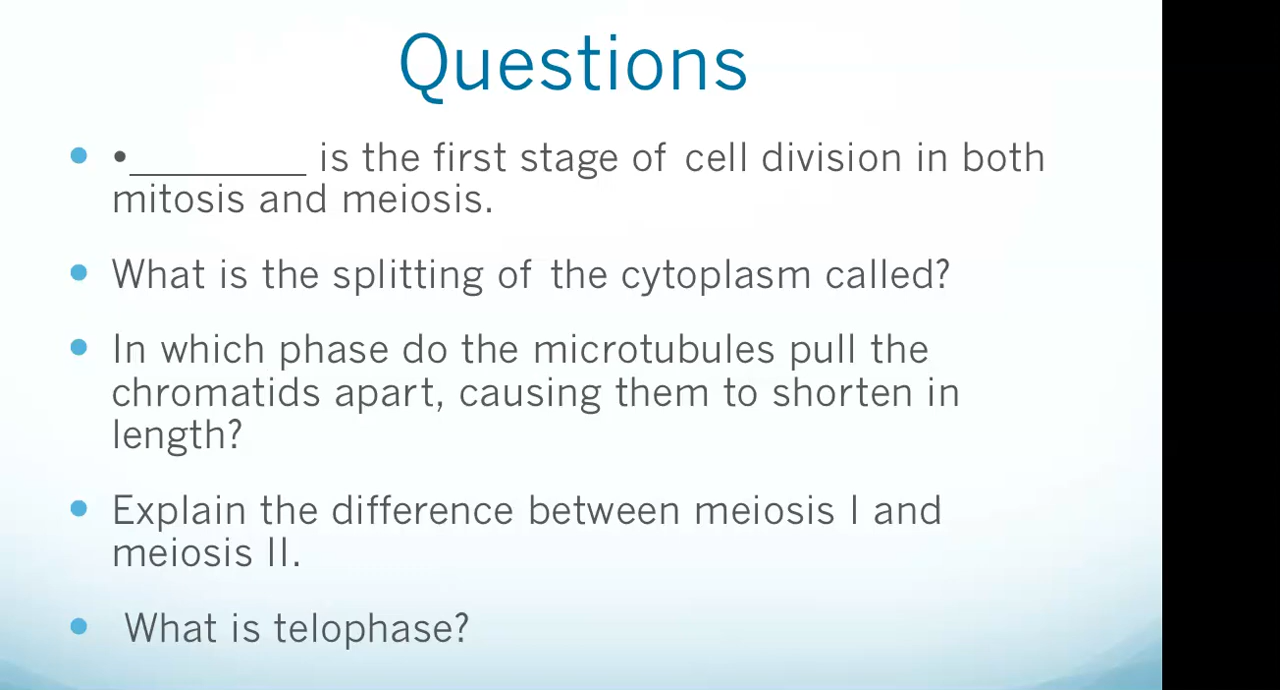 Questions
• •________ is the first stage of cell division in both
mitosis and meiosis.
• What is the splitting of the cytoplasm called?
• In which phase do the microtubules pull the
chromatids apart, causing them to shorten in
length?
• Explain the difference between meiosis I and
meiosis II.
• What is telophase?